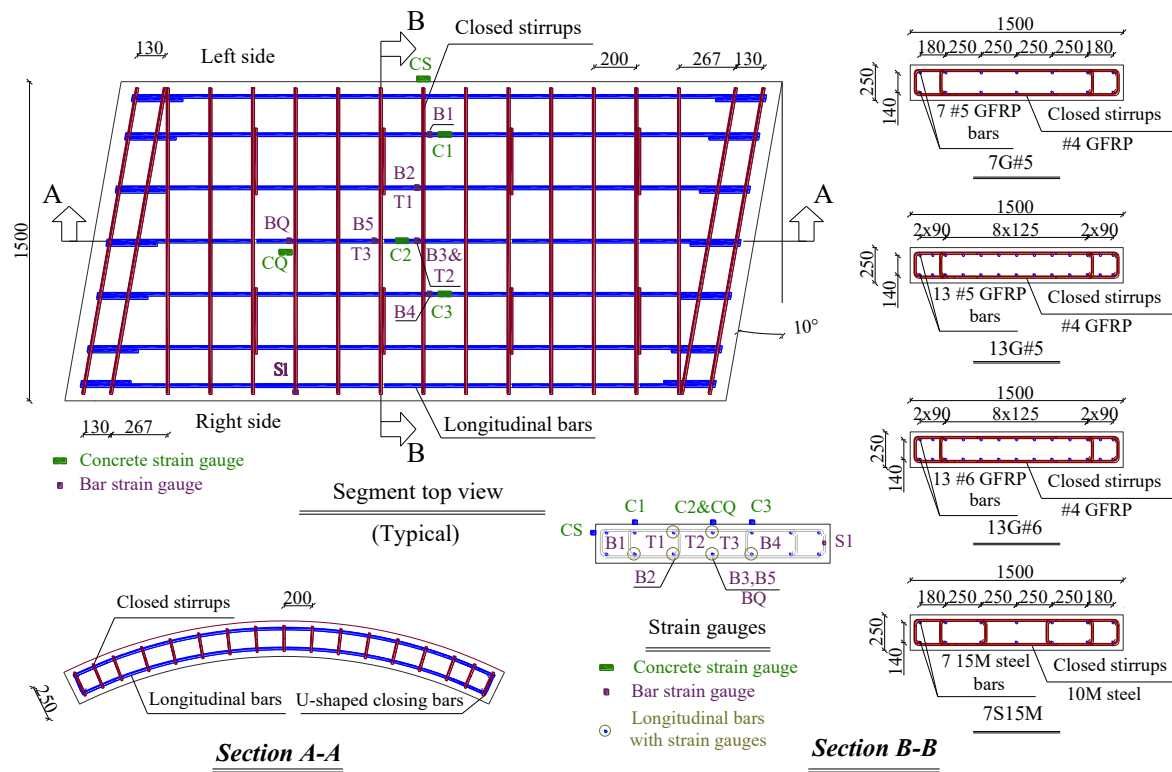 B
Left side
Closed stirrups
130
CS
200
267
130
B1
C1
B2
T1
A
A
1500
BQ
B5
CQ
T3
C2
B3&
T2
B4
C3
10°
S1
Right side
Longitudinal bars
130
267
B
Concrete strain gauge
Bar strain gauge
Segment top view
(Typical)
C1
C2&CQ
C3
CS
B1
T1
T2
T3
B4
S1
B2
B3,B5
BQ
Strain gauges
Concrete strain gauge
Bar strain gauge
Longitudinal bars
with strain gauges
Section B-B
Closed stirrups
200
Longitudinal bars
U-shaped closing bars
250
Section A-A
1500
180
250
250
250
250
180
250
140
7 #5 GFRP
bars
Closed stirrups
#4 GFRP
7G#5
1500
2x90
8x125
2x90
250
140
13 #5 GFRP
bars
Closed stirrups
#4 GFRP
13G#5
1500
2x90
8x125
2x90
250
140
13 #6 GFRP
bars
Closed stirrups
#4 GFRP
13G#6
1500
180
250
250
250
250
180
250
140
7 15M steel
bars
Closed stirrups
10M steel
7S15M